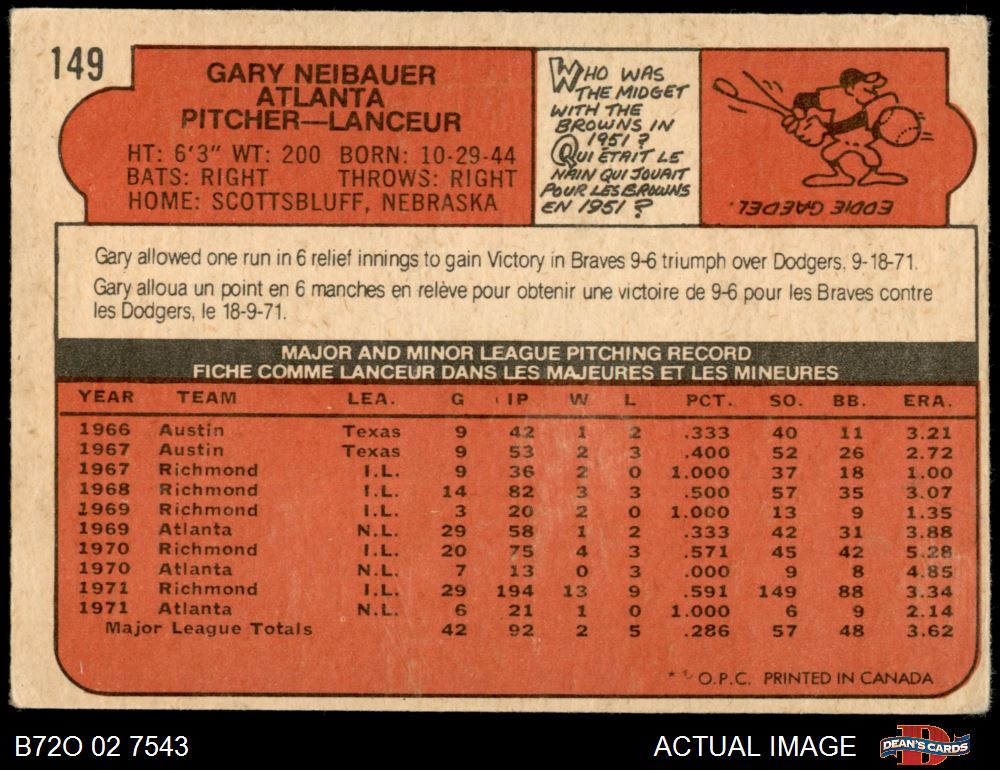 149
GARY NEIBAUER
ATLANTA
PITCHER—LANCEUR
HT: 6'3" WT: 200 BORN: 10-29-44
BATS: RIGHT THROWS: RIGHT
HOME: SCOTTSBLUFF, NEBRASKA
WHO WAS
THE MIDGET
WITH THE
BROWNS IN
1951?
QUI ÉTAIT LE
NAIN QUI JOUAIT
POUR LES BROWNS
EN 1951?
EDDIE GAEDEL.
Gary allowed one run in 6 relief innings to gain Victory in Braves 9-6 triumph over Dodgers, 9-18-71.
Gary alloua un point en 6 manches en relève pour obtenir une victoire de 9-6 pour les Braves contre
les Dodgers, le 18-9-71.
MAJOR AND MINOR LEAGUE PITCHING RECORD
FICHE COMME LANCEUR DANS LES MAJEURES ET LES MINEURES
YEAR TEAM LEA. G IP W L PCT. SO. BB. ERA.
1966 Austin Texas 9 42 1 2 .333 40 11 3.21
1967 Austin Texas 9 53 2 3 .400 52 26 2.72
1967 Richmond I.L. 9 36 2 0 1.000 37 18 1.00
1968 Richmond I.L. 14 82 3 3 .500 57 35 3.07
1969 Richmond I.L. 3 20 2 0 1.000 13 9 1.35
1969 Atlanta N.L. 29 58 1 2 .333 42 31 3.88
1970 Richmond I.L. 20 75 4 3 .571 45 42 5.28
1970 Atlanta N.L. 7 13 0 3 .000 9 8 4.85
1971 Richmond I.L. 29 194 13 9 .591 149 88 3.34
1971 Atlanta N.L. 6 21 1 0 1.000 6 9 2.14
Major League Totals 42 92 2 5 .286 57 48 3.62
* * O.P.C. PRINTED IN CANADA
B72O 02 7543
ACTUAL IMAGE
D
DEAN'S CARDS